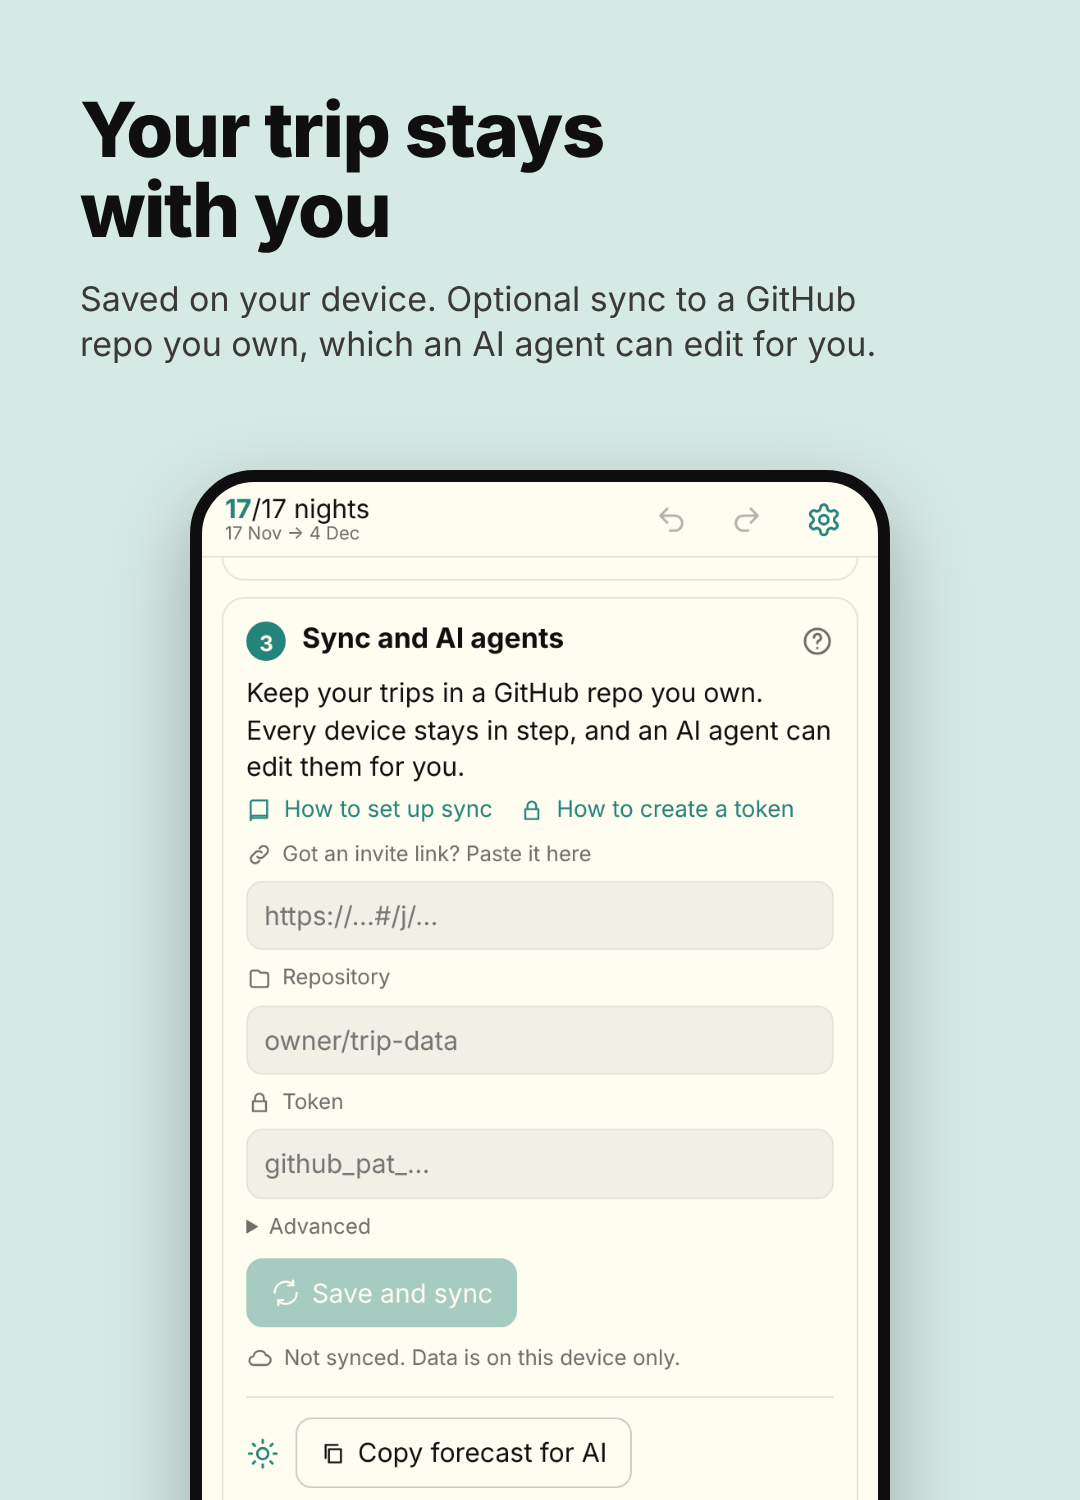 Your trip stays
with you
Saved on your device. Optional sync to a GitHub
repo you own, which an AI agent can edit for you.
17/17 nights
17 Nov → 4 Dec
3 Sync and AI agents
Keep your trips in a GitHub repo you own.
Every device stays in step, and an AI agent can
edit them for you.
How to set up sync How to create a token
Got an invite link? Paste it here
https://...#/j/...
Repository
owner/trip-data
Token
github_pat_...
Advanced
Save and sync
Not synced. Data is on this device only.
Copy forecast for AI